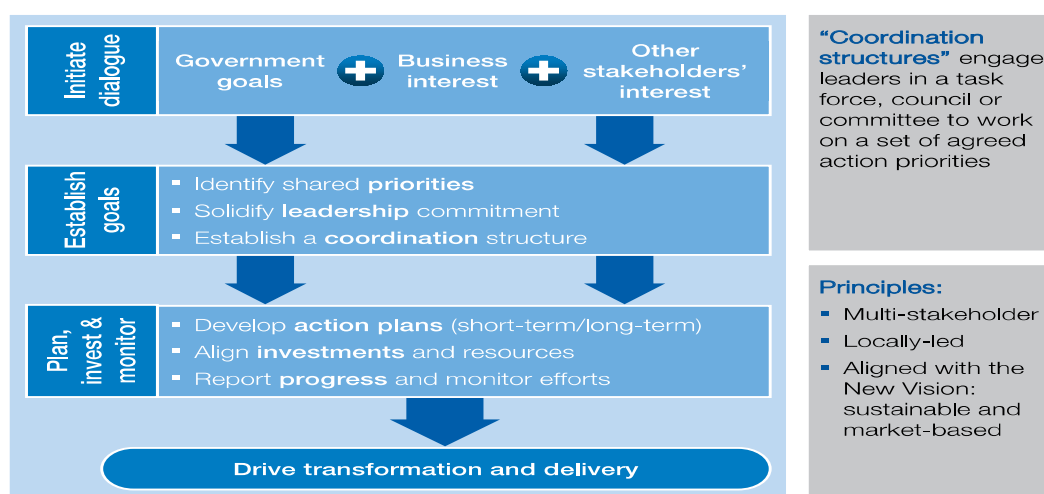 Initiate
dialogue
Government
goals
Business
interest
Other
stakeholders'
interest
Establish
goals
▪ Identify shared priorities
▪ Solidify leadership commitment
▪ Establish a coordination structure
Plan,
invest &
monitor
▪ Develop action plans (short-term/long-term)
▪ Align investments and resources
▪ Report progress and monitor efforts
Drive transformation and delivery
“Coordination
structures” engage
leaders in a task
force, council or
committee to work
on a set of agreed
action priorities
Principles:
▪ Multi-stakeholder
▪ Locally-led
▪ Aligned with the
New Vision:
sustainable and
market-based